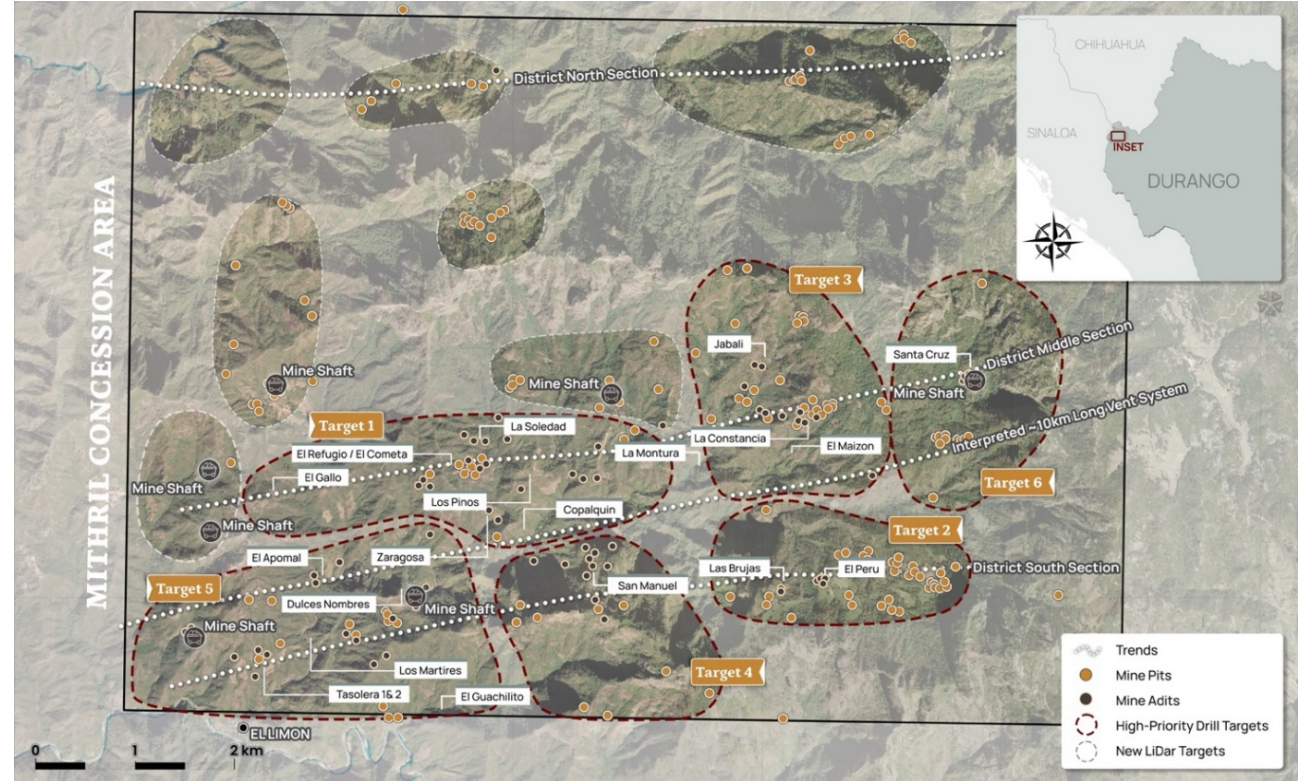 CHIHUAHUA
SINALOA
INSET
DURANGO
MITHRIL CONCESSION AREA
District North Section
Target 3
Jabali
Santa Cruz
District Middle Section
Mine Shaft
Mine Shaft
Mine Shaft
Target 1
La Soledad
La Constancia
El Maizon
Interpreted ~10km Long Vent System
El Refugio / El Cometa
La Montura
El Gallo
Mine Shaft
Target 6
Los Pinos
Copalquin
Mine Shaft
Target 2
El Apomal
Zaragosa
Las Brujas
El Peru
District South Section
Target 5
San Manuel
Dulces Nombres
Mine Shaft
Mine Shaft
Los Martires
Target 4
Tasolera 1& 2
El Guachilito
EL LIMON
0 1 2 km
Trends
Mine Pits
Mine Adits
High-Priority Drill Targets
New LiDar Targets